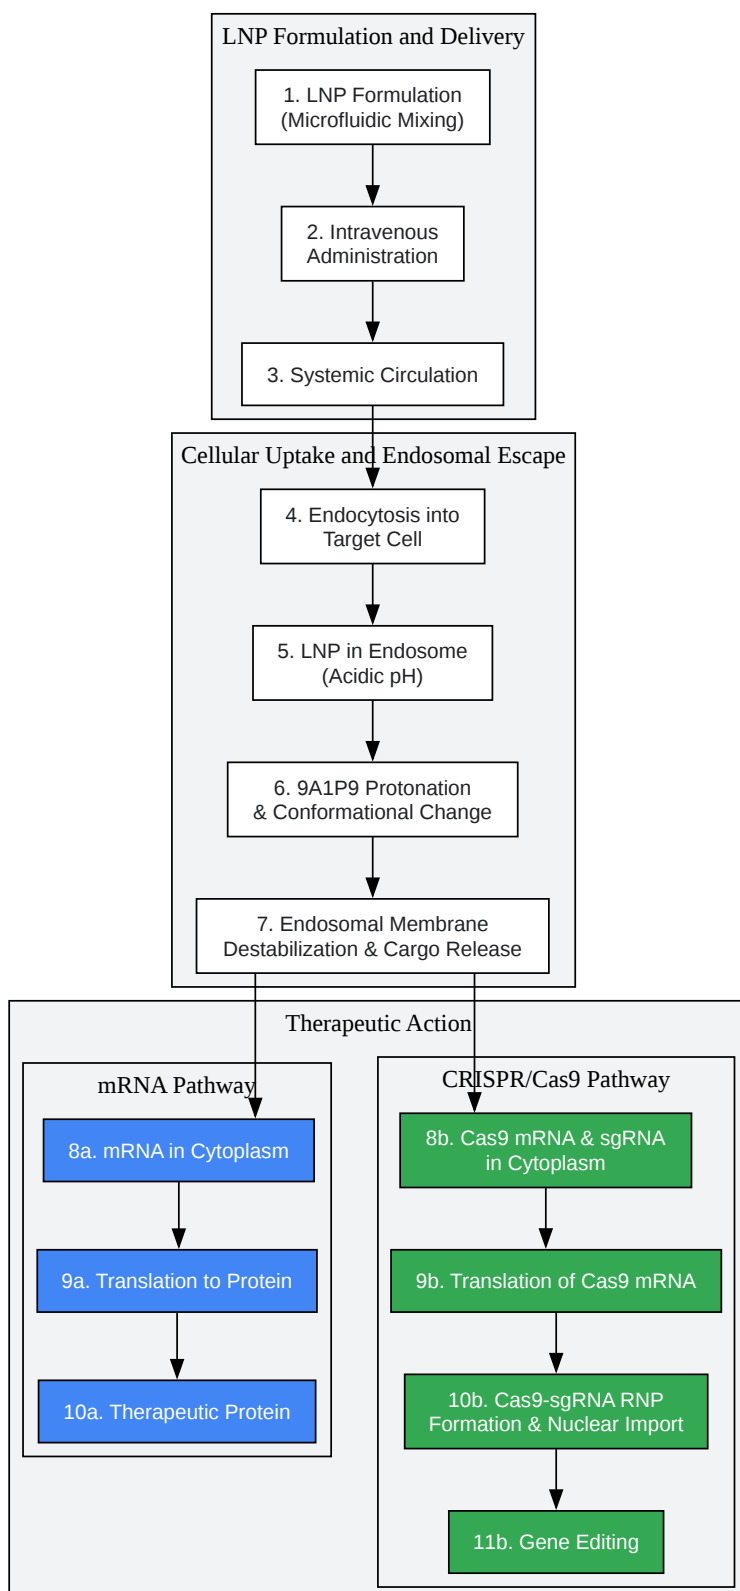 LNP Formulation and Delivery
1. LNP Formulation
(Microfluidic Mixing)
2. Intravenous
Administration
3. Systemic Circulation
Cellular Uptake and Endosomal Escape
4. Endocytosis into
Target Cell
5. LNP in Endosome
(Acidic pH)
6. 9A1P9 Protonation
& Conformational Change
7. Endosomal Membrane
Destabilization & Cargo Release
Therapeutic Action
mRNA Pathway
8a. mRNA in Cytoplasm
9a. Translation to Protein
10a. Therapeutic Protein
CRISPR/Cas9 Pathway
8b. Cas9 mRNA & sgRNA
in Cytoplasm
9b. Translation of Cas9 mRNA
10b. Cas9-sgRNA RNP
Formation & Nuclear Import
11b. Gene Editing